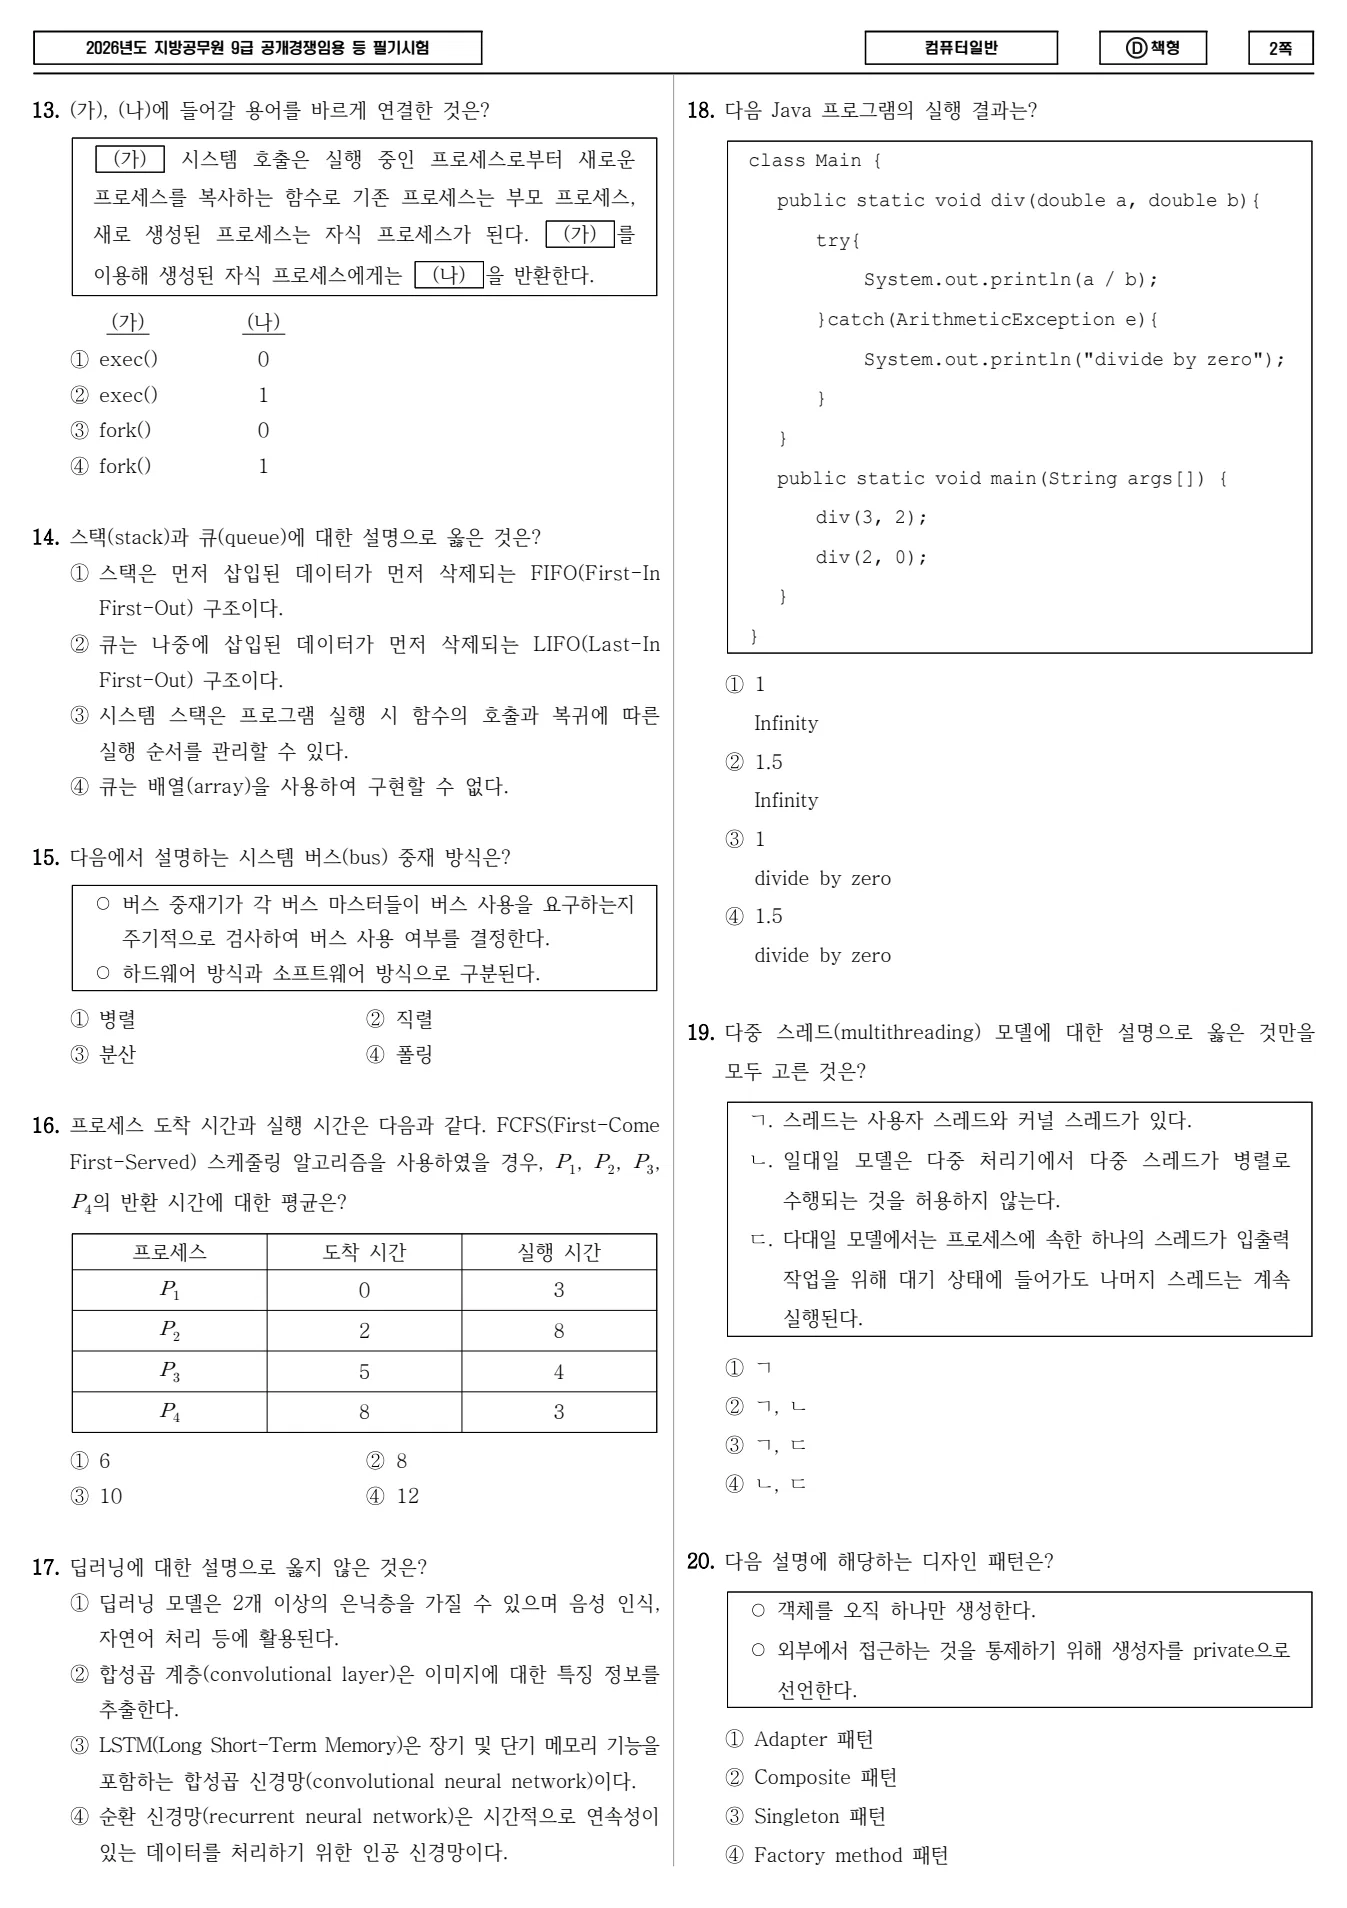 2026년도 지방공무원 9급 공개경쟁임용 등 필기시험
컴퓨터일반
Ⓓ책형
2쪽
13. (가), (나)에 들어갈 용어를 바르게 연결한 것은?
(가) 시스템 호출은 실행 중인 프로세스로부터 새로운
프로세스를 복사하는 함수로 기존 프로세스는 부모 프로세스,
새로 생성된 프로세스는 자식 프로세스가 된다. (가) 를
이용해 생성된 자식 프로세스에게는 (나) 을 반환한다.
(가) (나)
① exec() 0
② exec() 1
③ fork() 0
④ fork() 1
14. 스택(stack)과 큐(queue)에 대한 설명으로 옳은 것은?
① 스택은 먼저 삽입된 데이터가 먼저 삭제되는 FIFO(First-In
First-Out) 구조이다.
② 큐는 나중에 삽입된 데이터가 먼저 삭제되는 LIFO(Last-In
First-Out) 구조이다.
③ 시스템 스택은 프로그램 실행 시 함수의 호출과 복귀에 따른
실행 순서를 관리할 수 있다.
④ 큐는 배열(array)을 사용하여 구현할 수 없다.
15. 다음에서 설명하는 시스템 버스(bus) 중재 방식은?
○ 버스 중재기가 각 버스 마스터들이 버스 사용을 요구하는지
주기적으로 검사하여 버스 사용 여부를 결정한다.
○ 하드웨어 방식과 소프트웨어 방식으로 구분된다.
① 병렬 ② 직렬
③ 분산 ④ 폴링
16. 프로세스 도착 시간과 실행 시간은 다음과 같다. FCFS(First-Come
First-Served) 스케줄링 알고리즘을 사용하였을 경우, P₁, P₂, P₃,
P₄의 반환 시간에 대한 평균은?
프로세스 도착 시간 실행 시간
P₁ 0 3
P₂ 2 8
P₃ 5 4
P₄ 8 3
① 6 ② 8
③ 10 ④ 12
17. 딥러닝에 대한 설명으로 옳지 않은 것은?
① 딥러닝 모델은 2개 이상의 은닉층을 가질 수 있으며 음성 인식,
자연어 처리 등에 활용된다.
② 합성곱 계층(convolutional layer)은 이미지에 대한 특징 정보를
추출한다.
③ LSTM(Long Short-Term Memory)은 장기 및 단기 메모리 기능을
포함하는 합성곱 신경망(convolutional neural network)이다.
④ 순환 신경망(recurrent neural network)은 시간적으로 연속성이
있는 데이터를 처리하기 위한 인공 신경망이다.
18. 다음 Java 프로그램의 실행 결과는?
class Main {
public static void div(double a, double b){
try{
System.out.println(a / b);
}catch(ArithmeticException e){
System.out.println("divide by zero");
}
}
public static void main(String args[]) {
div(3, 2);
div(2, 0);
}
}
① 1
Infinity
② 1.5
Infinity
③ 1
divide by zero
④ 1.5
divide by zero
19. 다중 스레드(multithreading) 모델에 대한 설명으로 옳은 것만을
모두 고른 것은?
ㄱ. 스레드는 사용자 스레드와 커널 스레드가 있다.
ㄴ. 일대일 모델은 다중 처리기에서 다중 스레드가 병렬로
수행되는 것을 허용하지 않는다.
ㄷ. 다대일 모델에서는 프로세스에 속한 하나의 스레드가 입출력
작업을 위해 대기 상태에 들어가도 나머지 스레드는 계속
실행된다.
① ㄱ
② ㄱ, ㄴ
③ ㄱ, ㄷ
④ ㄴ, ㄷ
20. 다음 설명에 해당하는 디자인 패턴은?
○ 객체를 오직 하나만 생성한다.
○ 외부에서 접근하는 것을 통제하기 위해 생성자를 private으로
선언한다.
① Adapter 패턴
② Composite 패턴
③ Singleton 패턴
④ Factory method 패턴